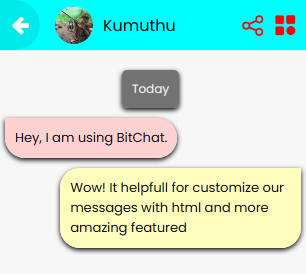 Kumuthu
Today
Hey, I am using BitChat.
Wow! It helpfull for customize our
messages with html and more
amazing featured